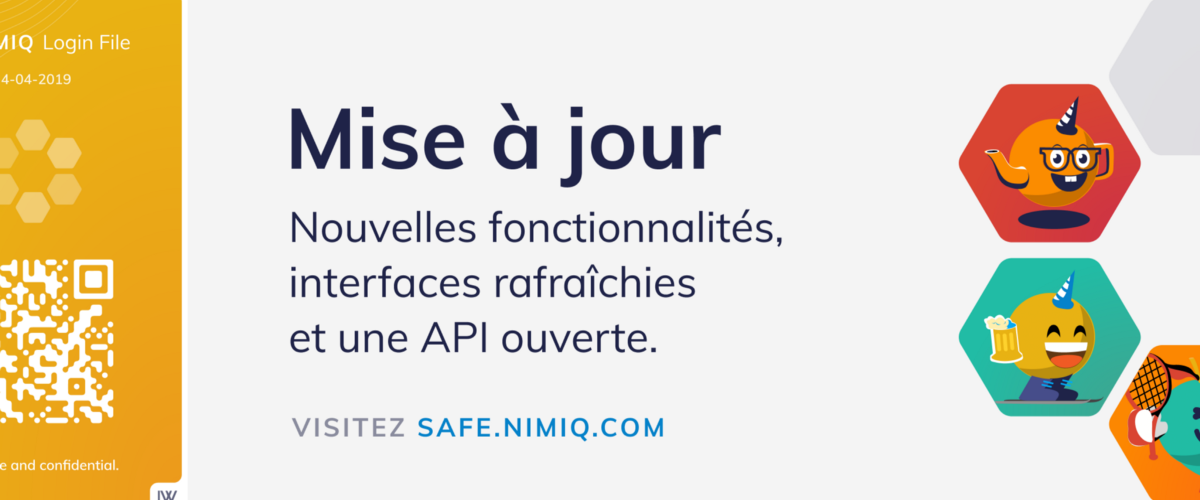 MIQ Login File
4-04-2019
e and confidential.
Mise à jour
Nouvelles fonctionnalités,
interfaces rafraîchies
et une API ouverte.
VISITEZ SAFE.NIMIQ.COM